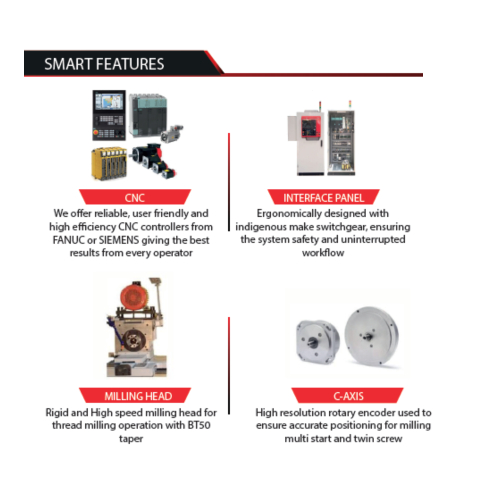 SMART FEATURES
CNC
We offer reliable, user friendly and
high efficiency CNC controllers from
FANUC or SIEMENS giving the best
results from every operator
INTERFACE PANEL
Ergonomically designed with
indigenous make switchgear, ensuring
the system safety and uninterrupted
workflow
MILLING HEAD
Rigid and High speed milling head for
thread milling operation with BT50
taper
C-AXIS
High resolution rotary encoder used to
ensure accurate positioning for milling
multi start and twin screw